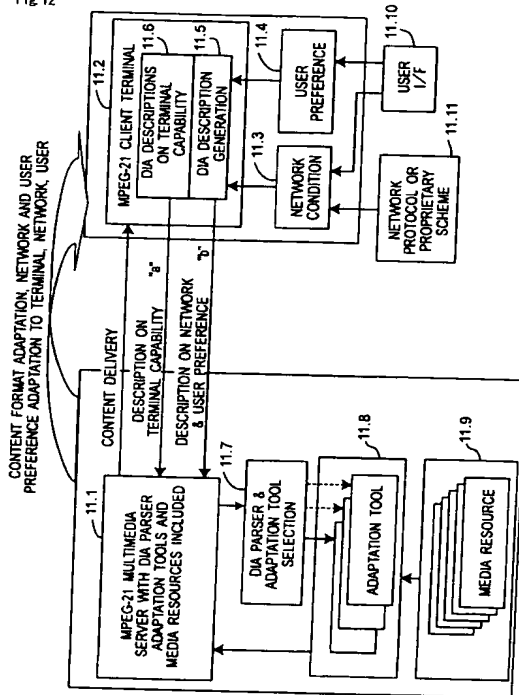 Fig 12
CONTENT FORMAT ADAPTATION, NETWORK AND USER
PREFERENCE ADAPTATION TO TERMINAL, NETWORK, USER
11.1
MPEG-21 MULTIMEDIA
SERVER WITH DIA PARSER
ADAPTATION TOOLS AND
MEDIA RESOURCES INCLUDED
CONTENT DELIVERY
DESCRIPTION ON
TERMINAL CAPABILITY
"a"
DESCRIPTION ON NETWORK
& USER PREFERENCE
"b"
11.2
MPEG-21 CLIENT TERMINAL
11.6
DIA DESCRIPTIONS
ON TERMINAL
CAPABILITY
11.5
DIA DESCRIPTION
GENERATION
11.3
NETWORK
CONDITION
11.4
USER
PREFERENCE
11.10
USER
I/F
11.11
NETWORK
PROTOCOL OR
PROPRIETARY
SCHEME
11.7
DIA PARSER &
ADAPTATION TOOL
SELECTION
11.8
ADAPTATION TOOL
11.9
MEDIA RESOURCE